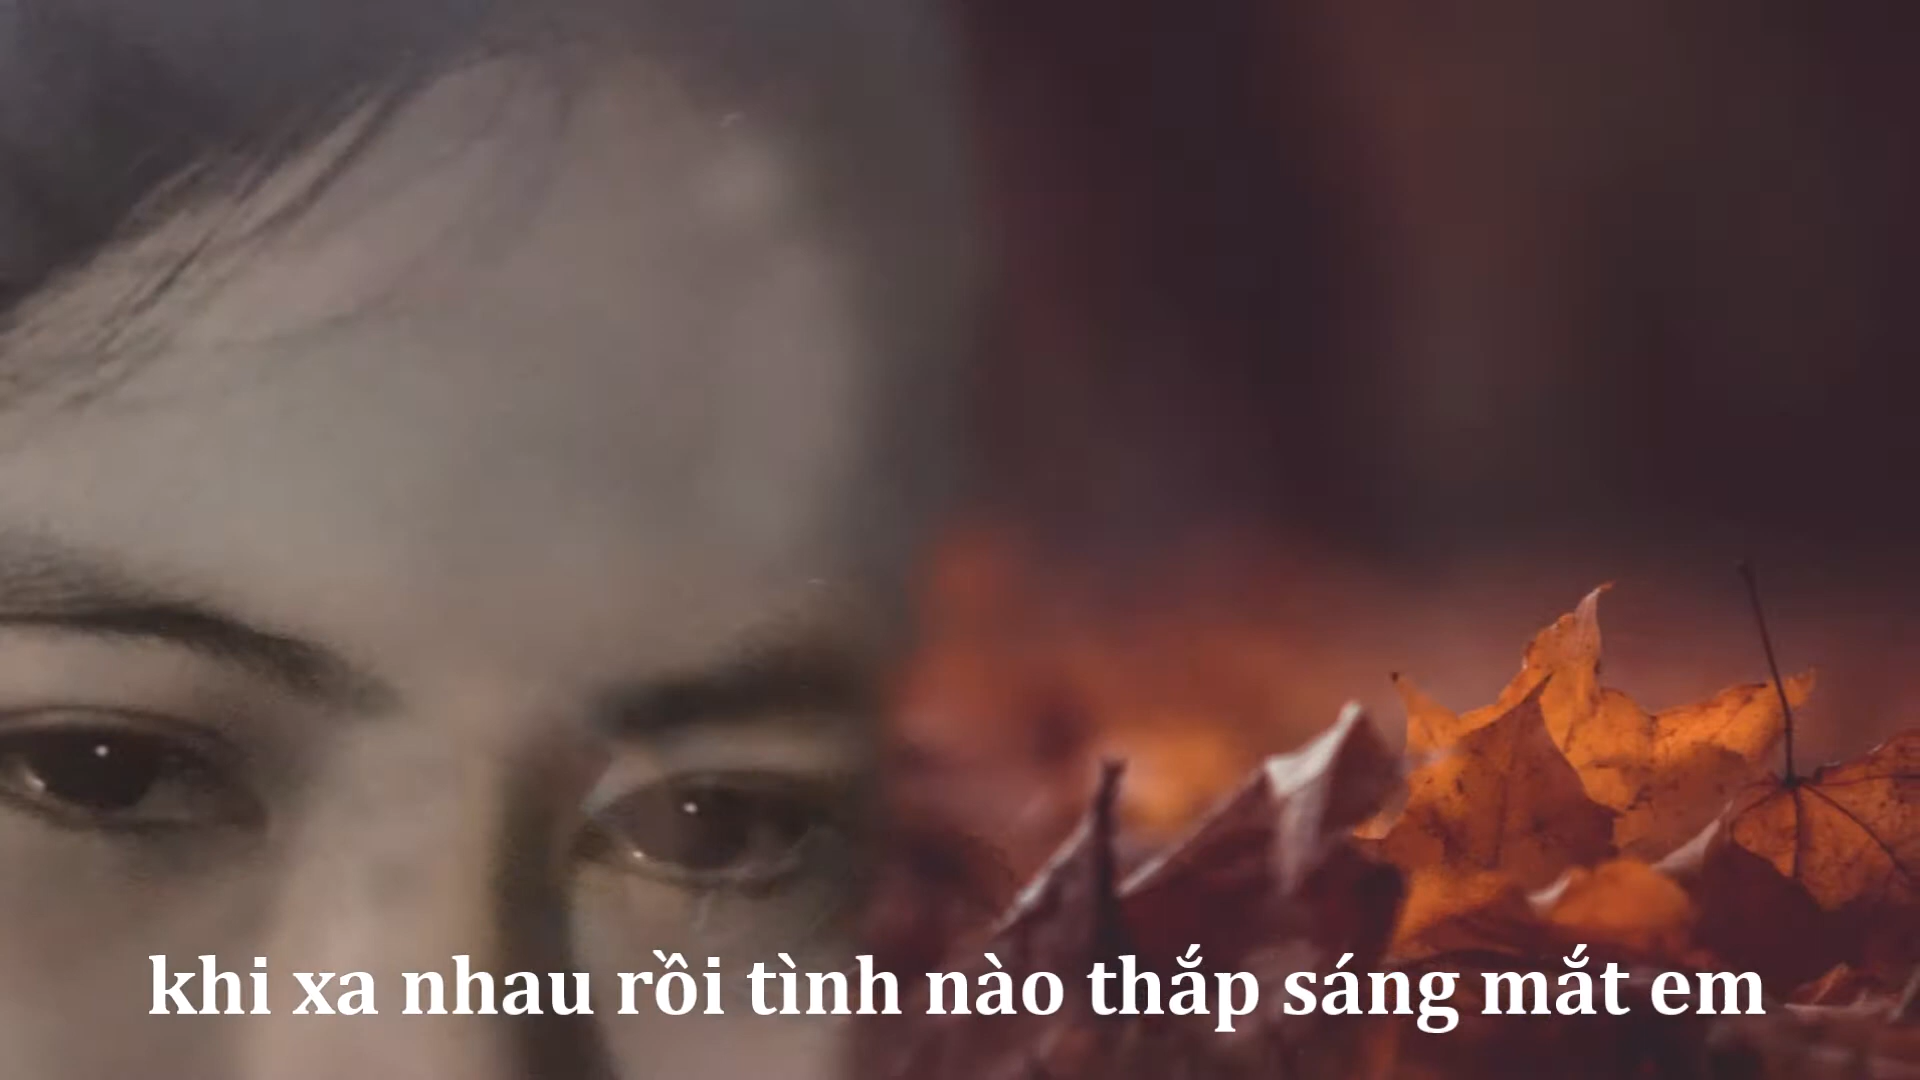 khi xa nhau rồi tình nào thắp sáng mắt em